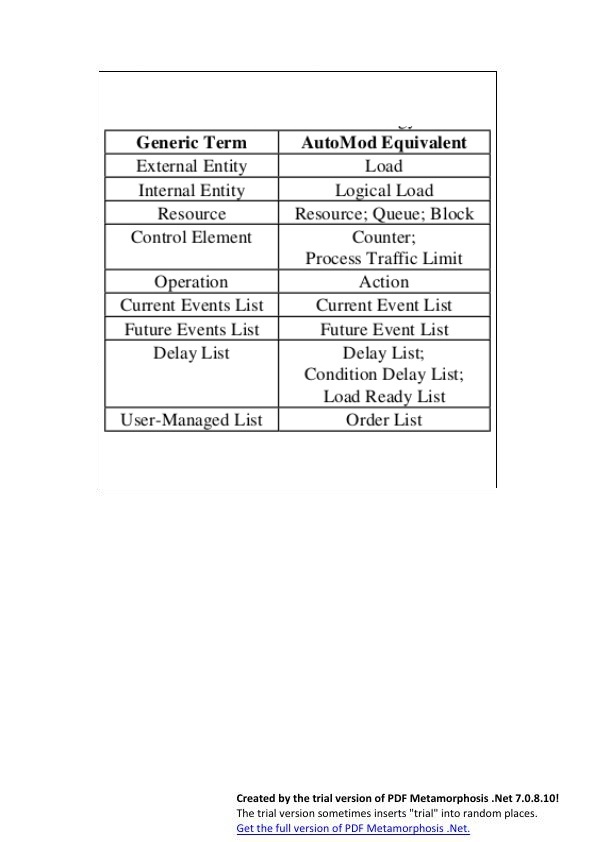 Generic Term AutoMod Equivalent
External Entity Load
Internal Entity Logical Load
Resource Resource; Queue; Block
Control Element Counter;
Process Traffic Limit
Operation Action
Current Events List Current Event List
Future Events List Future Event List
Delay List Delay List;
Condition Delay List;
Load Ready List
User-Managed List Order List
Created by the trial version of PDF Metamorphosis .Net 7.0.8.10!
The trial version sometimes inserts "trial" into random places.
Get the full version of PDF Metamorphosis .Net.